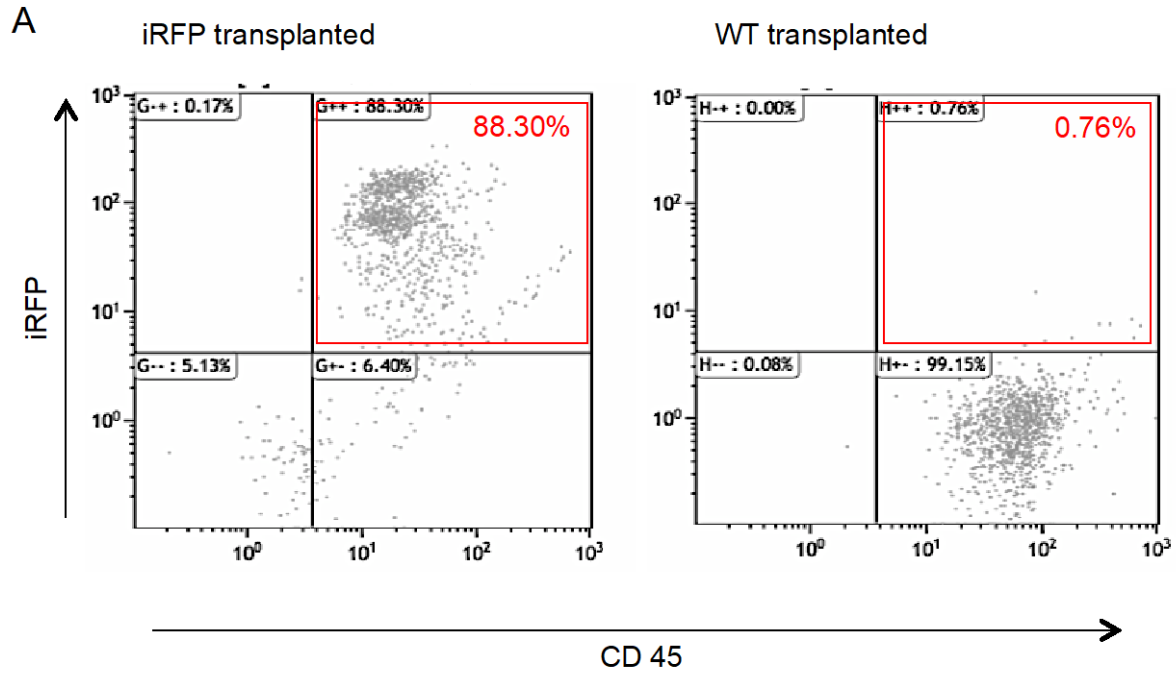 A
iRFP transplanted
WT transplanted
G-+ : 0.17%
G++ : 88.30%
88.30%
G-- : 5.13%
G+- : 6.40%
H-+ : 0.00%
H++ : 0.76%
0.76%
H-- : 0.08%
H+- : 99.15%
iRFP
10³
10²
10¹
10⁰
10⁰
10¹
10²
10³
10³
10²
10¹
10⁰
10⁰
10¹
10²
10³
CD 45